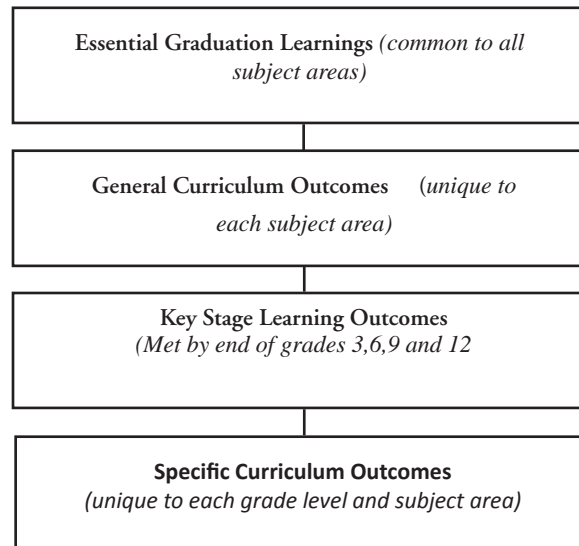 Essential Graduation Learnings (common to all
subject areas)
General Curriculum Outcomes (unique to
each subject area)
Key Stage Learning Outcomes
(Met by end of grades 3,6,9 and 12
Specific Curriculum Outcomes
(unique to each grade level and subject area)